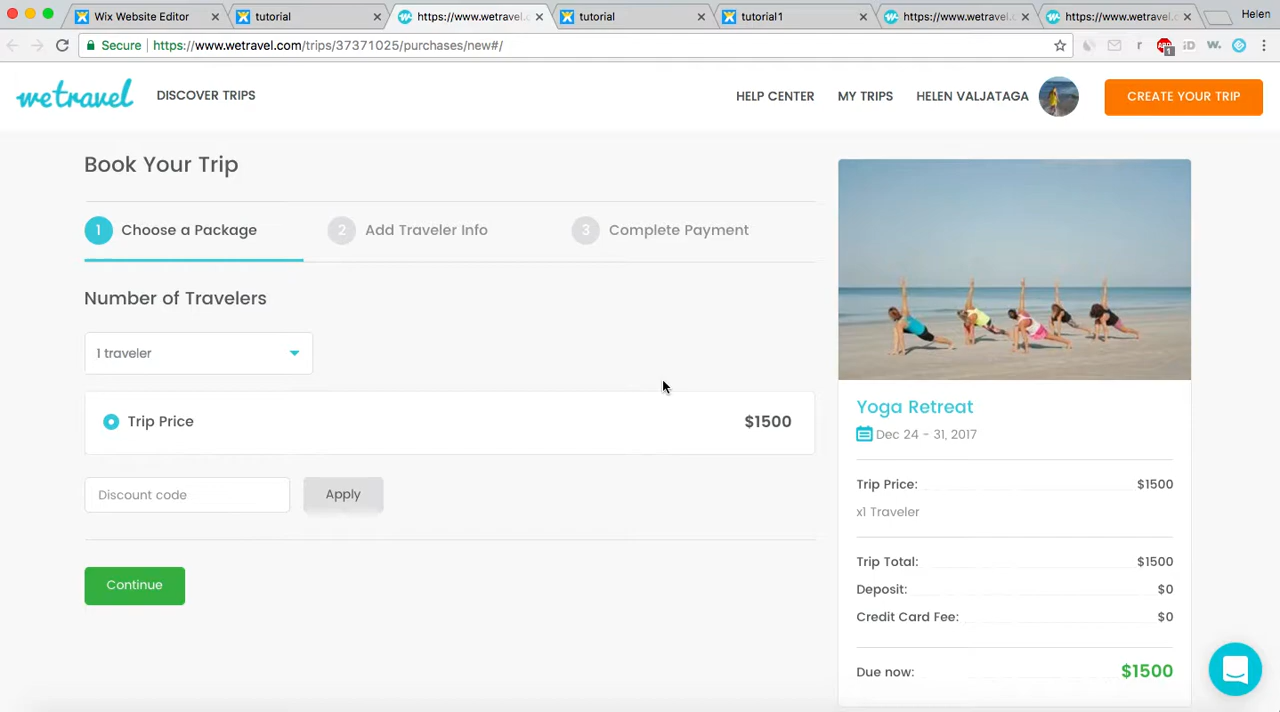 Wix Website Editor
tutorial
https://www.wetravel.c
tutorial
tutorial1
https://www.wetravel.c
https://www.wetravel.c
Helen
Secure
https://www.wetravel.com/trips/37371025/purchases/new#/
wetravel
DISCOVER TRIPS
HELP CENTER
MY TRIPS
HELEN VALJATAGA
CREATE YOUR TRIP
Book Your Trip
1 Choose a Package
2 Add Traveler Info
3 Complete Payment
Number of Travelers
1 traveler
Trip Price $1500
Discount code
Apply
Continue
Yoga Retreat
Dec 24 - 31, 2017
Trip Price: $1500
x1 Traveler
Trip Total: $1500
Deposit: $0
Credit Card Fee: $0
Due now: $1500